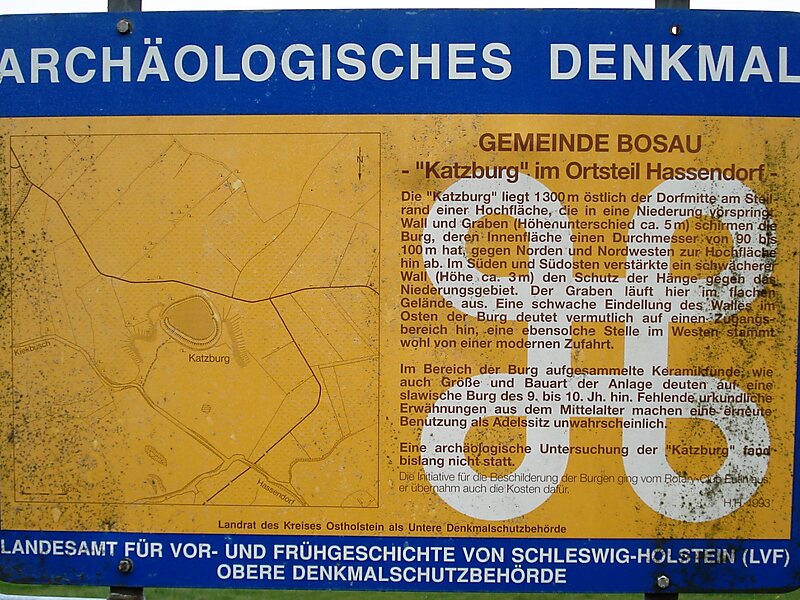 ARCHÄOLOGISCHES DENKMAL
GEMEINDE BOSAU
- "Katzburg" im Ortsteil Hassendorf -
Die "Katzburg" liegt 1300 m östlich der Dorfmitte am Steil-
rand einer Hochfläche, die in eine Niederung vorspringt.
Wall und Graben (Höhenunterschied ca. 5 m) schirmen die
Burg, deren Innenfläche einen Durchmesser von 90 bis
100 m hat, gegen Norden und Nordwesten zur Hochfläche
hin ab. Im Süden und Südosten verstärkte ein schwächerer
Wall (Höhe ca. 3 m) den Schutz der Hänge gegen das
Niederungsgebiet. Der Graben läuft hier im flachen
Gelände aus. Eine schwache Eindellung des Walles im
Osten der Burg deutet vermutlich auf einen Zugangs-
bereich hin, eine ebensolche Stelle im Westen stammt
wohl von einer modernen Zufahrt.
Im Bereich der Burg aufgesammelte Keramikfunde, wie
auch Größe und Bauart der Anlage deuten auf eine
slawische Burg des 9. bis 10. Jh. hin. Fehlende urkundliche
Erwähnungen aus dem Mittelalter machen eine erneute
Benutzung als Adelssitz unwahrscheinlich.
Eine archäologische Untersuchung der "Katzburg" fand
bislang nicht statt.
Die Initiative für die Beschilderung der Burgen ging vom Rotary-Club Eutin aus;
er übernahm auch die Kosten dafür.
H.H. 1993
N
Kiekbusch
Katzburg
Hassendorf
Landrat des Kreises Ostholstein als Untere Denkmalschutzbehörde
LANDESAMT FÜR VOR- UND FRÜHGESCHICHTE VON SCHLESWIG-HOLSTEIN (LVF)
OBERE DENKMALSCHUTZBEHÖRDE